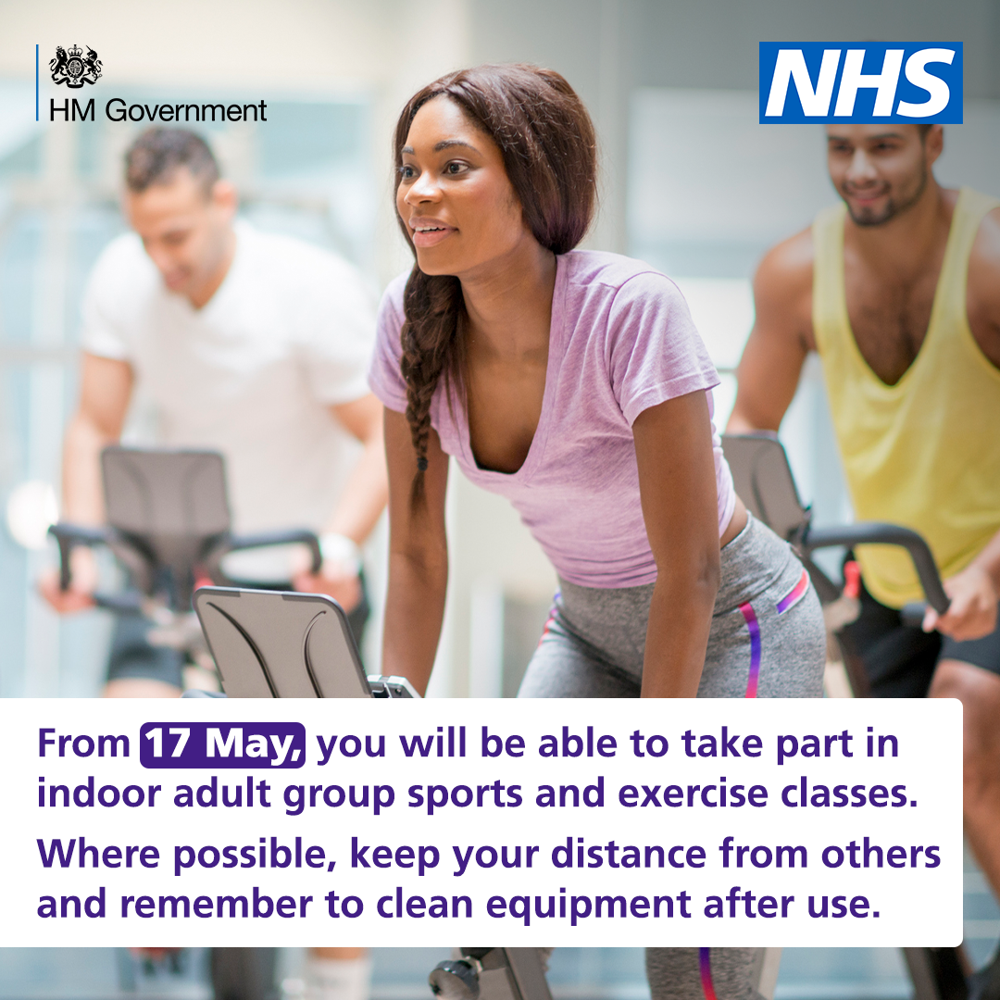 HM Government
NHS
From 17 May, you will be able to take part in
indoor adult group sports and exercise classes.
Where possible, keep your distance from others
and remember to clean equipment after use.